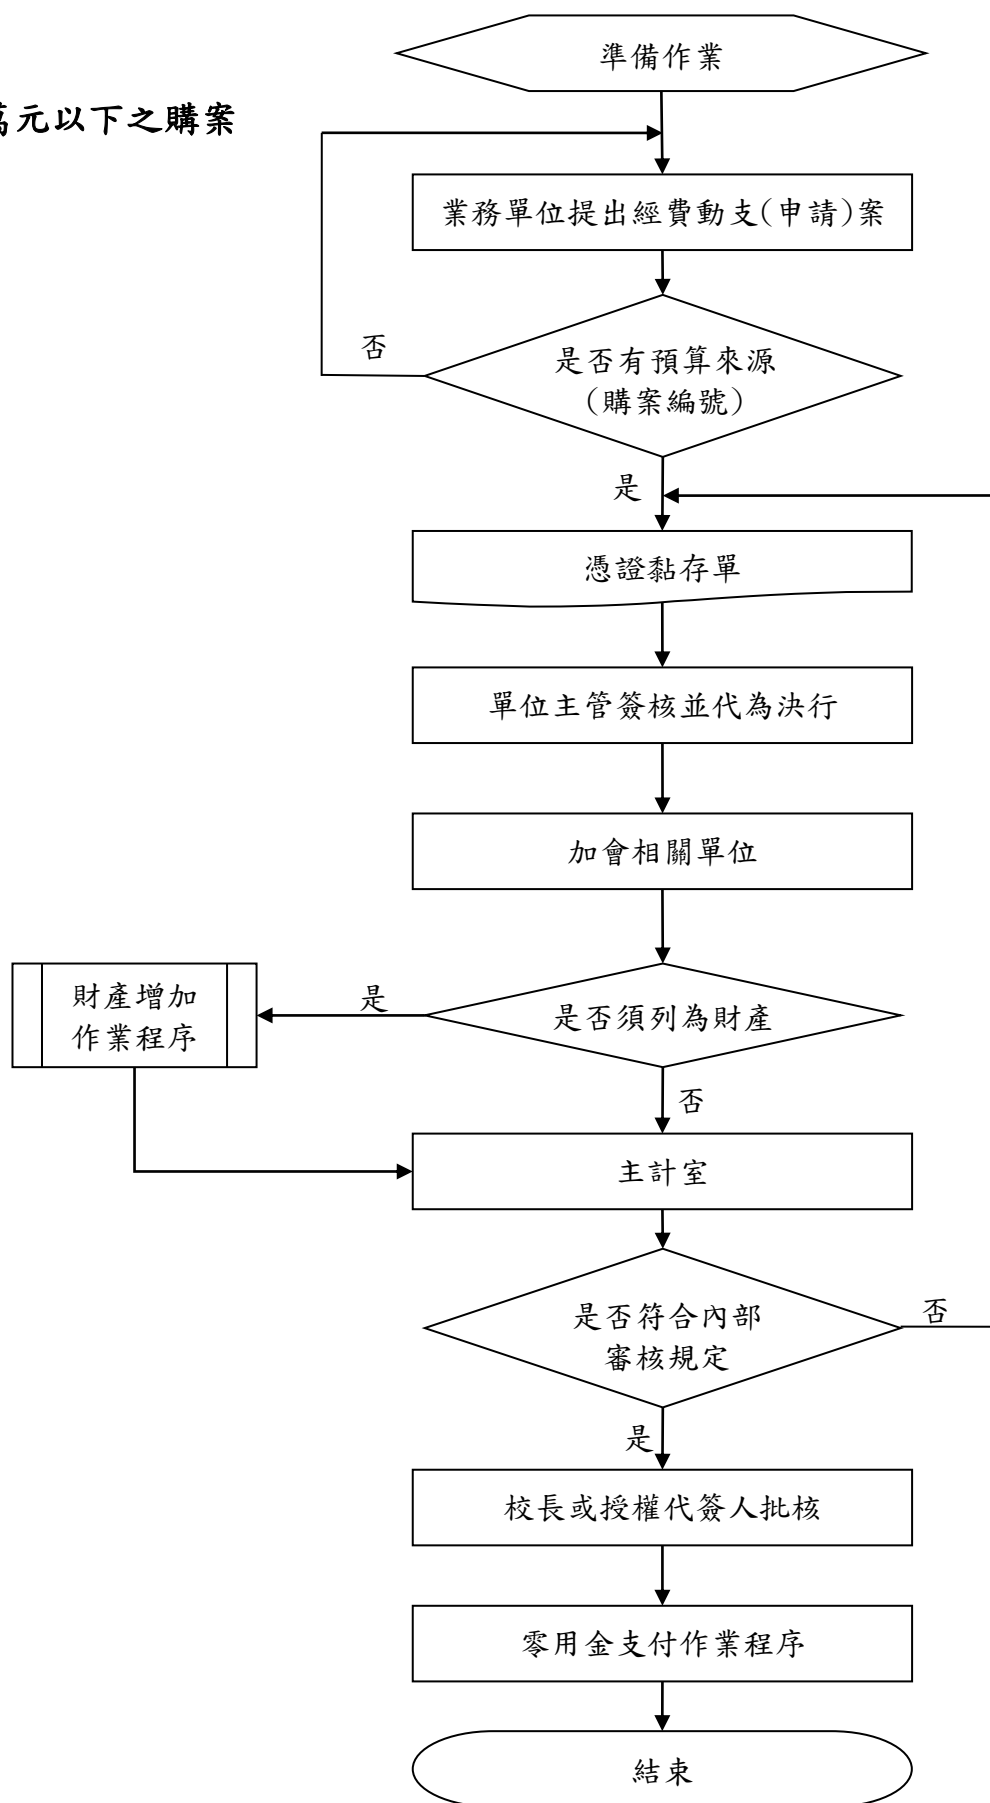 準備作業
萬元以下之購案
業務單位提出經費動支(申請)案
否
是否有預算來源
(購案編號)
是
憑證黏存單
單位主管簽核並代為決行
加會相關單位
財產增加
作業程序
是
是否須列為財產
否
主計室
是否符合內部
審核規定
否
是
校長或授權代簽人批核
零用金支付作業程序
結束